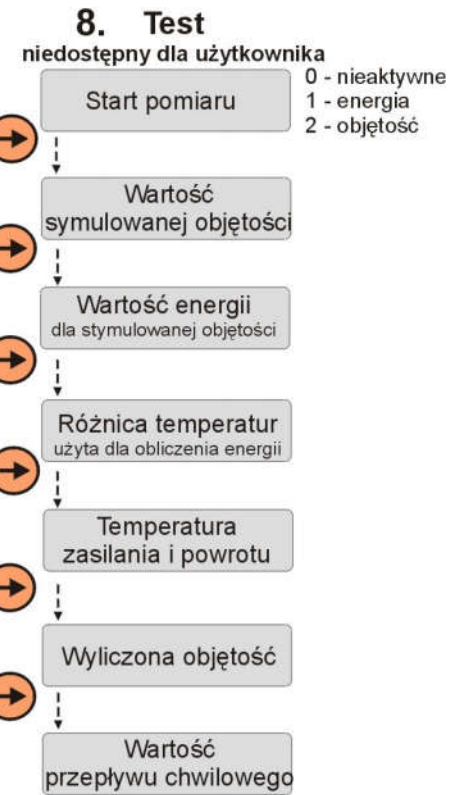 8. Test
niedostępny dla użytkownika
Start pomiaru
0 - nieaktywne
1 - energia
2 - objętość
Wartość
symulowanej objętości
Wartość energii
dla stymulowanej objętości
Różnica temperatur
użyta dla obliczenia energii
Temperatura
zasilania i powrotu
Wyliczona objętość
Wartość
przepływu chwilowego